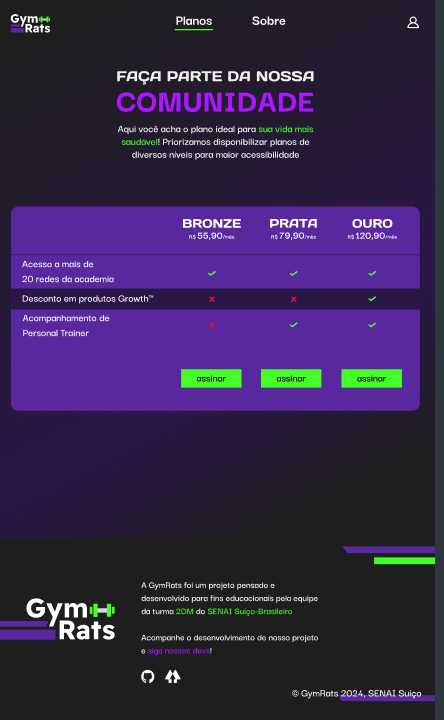 Gym
Rats
Planos
Sobre
FAÇA PARTE DA NOSSA
COMUNIDADE
Aqui você acha o plano ideal para sua vida mais
saudável! Priorizamos disponibilizar planos de
diversos níveis para maior acessibilidade
BRONZE PRATA OURO
R$ 55,90/mês R$ 79,90/mês R$ 120,90/mês
Acesso a mais de
20 redes da academia
Desconto em produtos Growth™
Acompanhamento de
Personal Trainer
assinar assinar assinar
A GymRats foi um projeto pensado e
desenvolvido para fins educacionais pela equipe
da turma 2DM do SENAI Suíço-Brasileiro
Gym
Rats
Acompanhe o desenvolvimento de nosso projeto
e siga nossos devs!
© GymRats 2024, SENAI Suíço